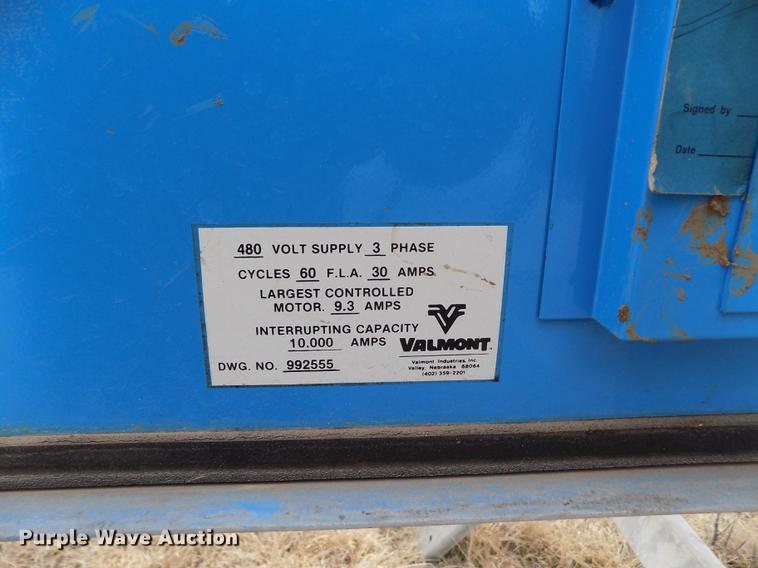 Signed by
Date
480 VOLT SUPPLY 3 PHASE
CYCLES 60 F.L.A. 30 AMPS
LARGEST CONTROLLED
MOTOR. 9.3 AMPS
INTERRUPTING CAPACITY
10.000 AMPS
DWG. NO. 992555
VALMONT
Valmont Industries, Inc.
Valley, Nebraska 68064
(402) 359-2201
Purple Wave Auction